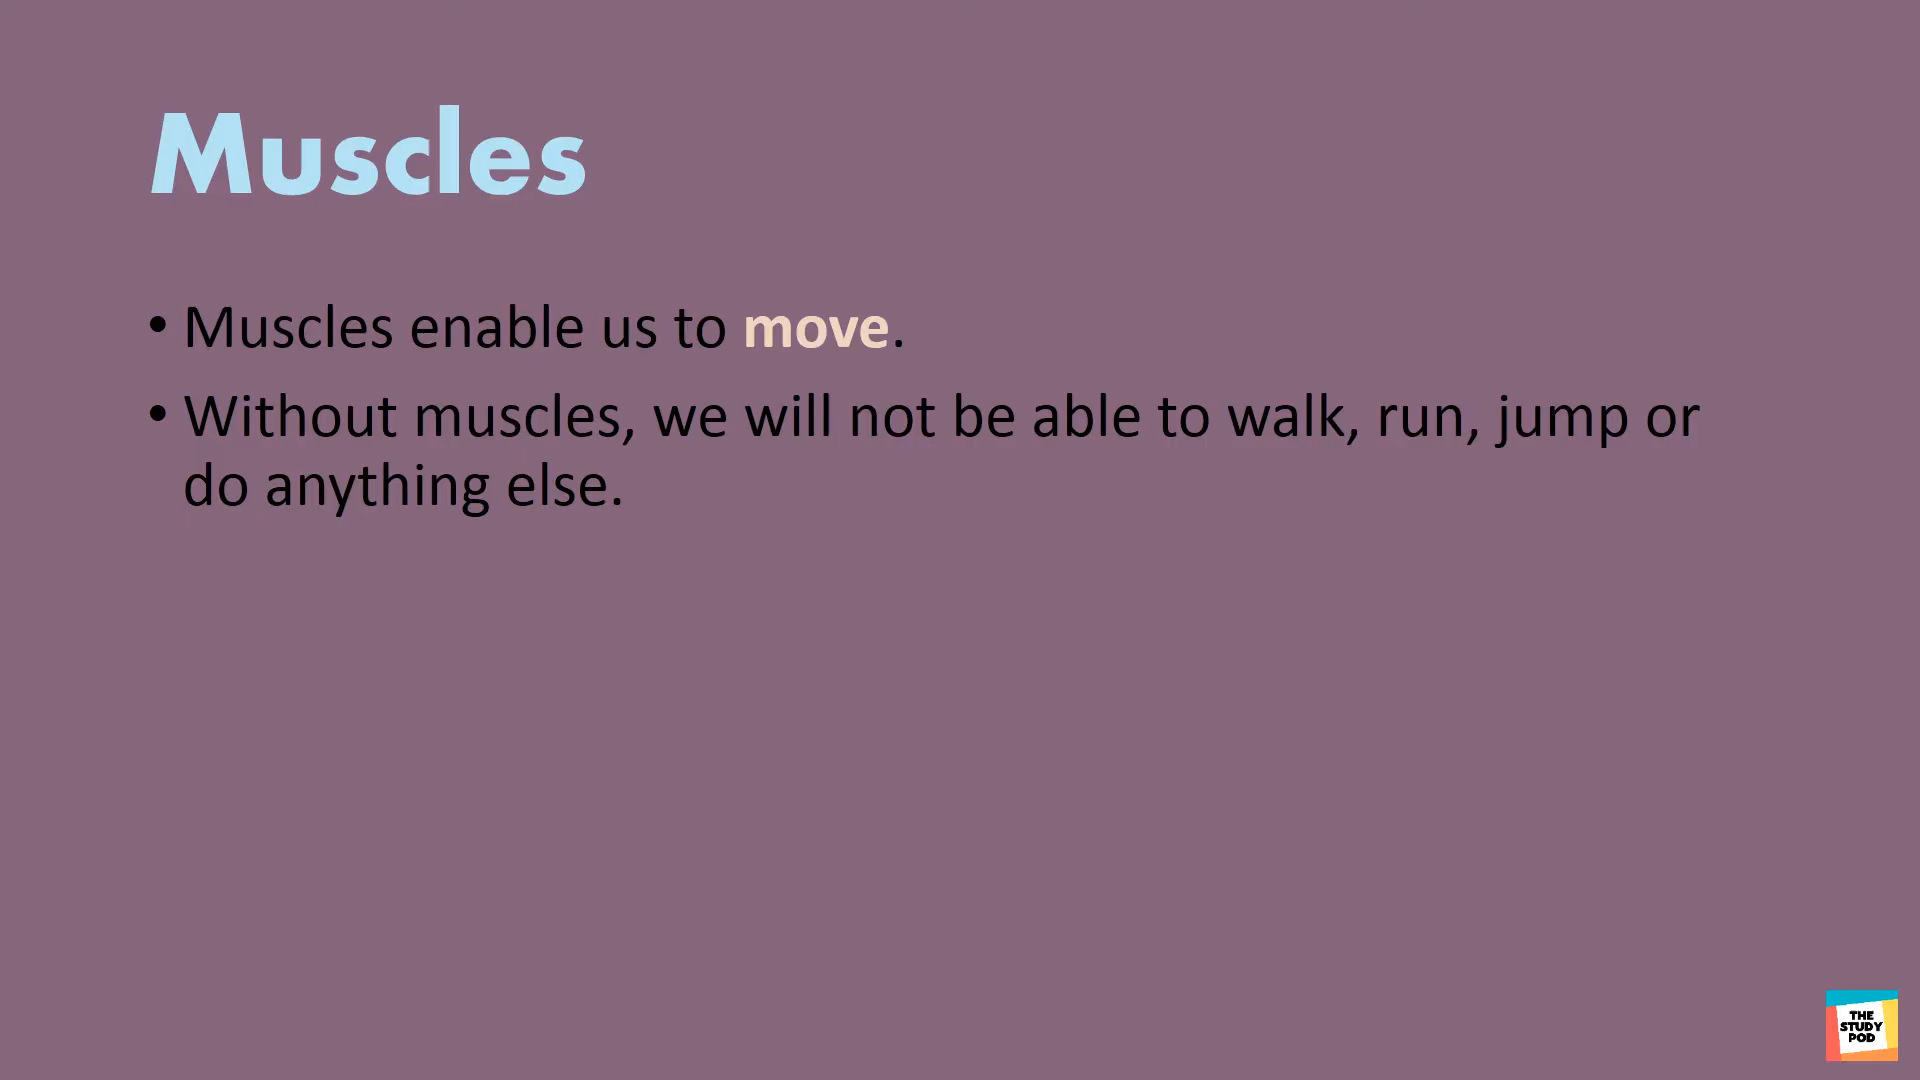 Muscles
• Muscles enable us to move.
• Without muscles, we will not be able to walk, run, jump or
do anything else.
THE
STUDY
POD